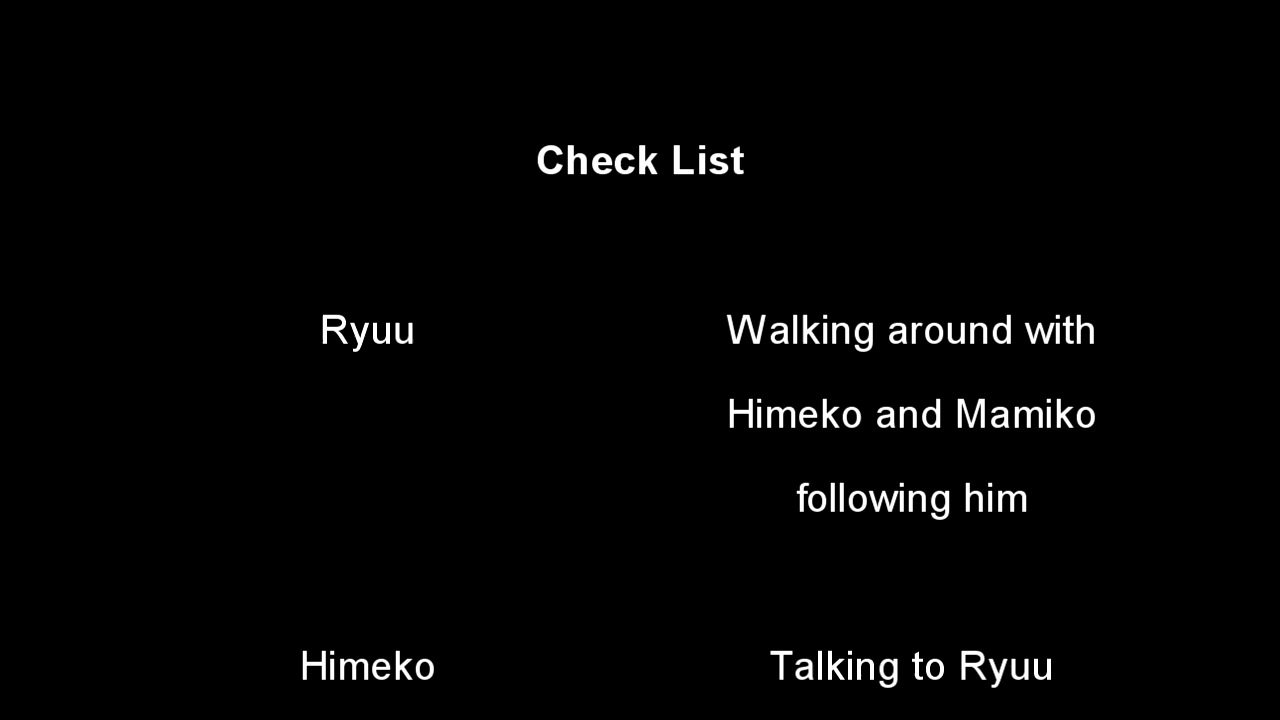 Check List
Ryuu
Walking around with
Himeko and Mamiko
following him
Himeko
Talking to Ryuu